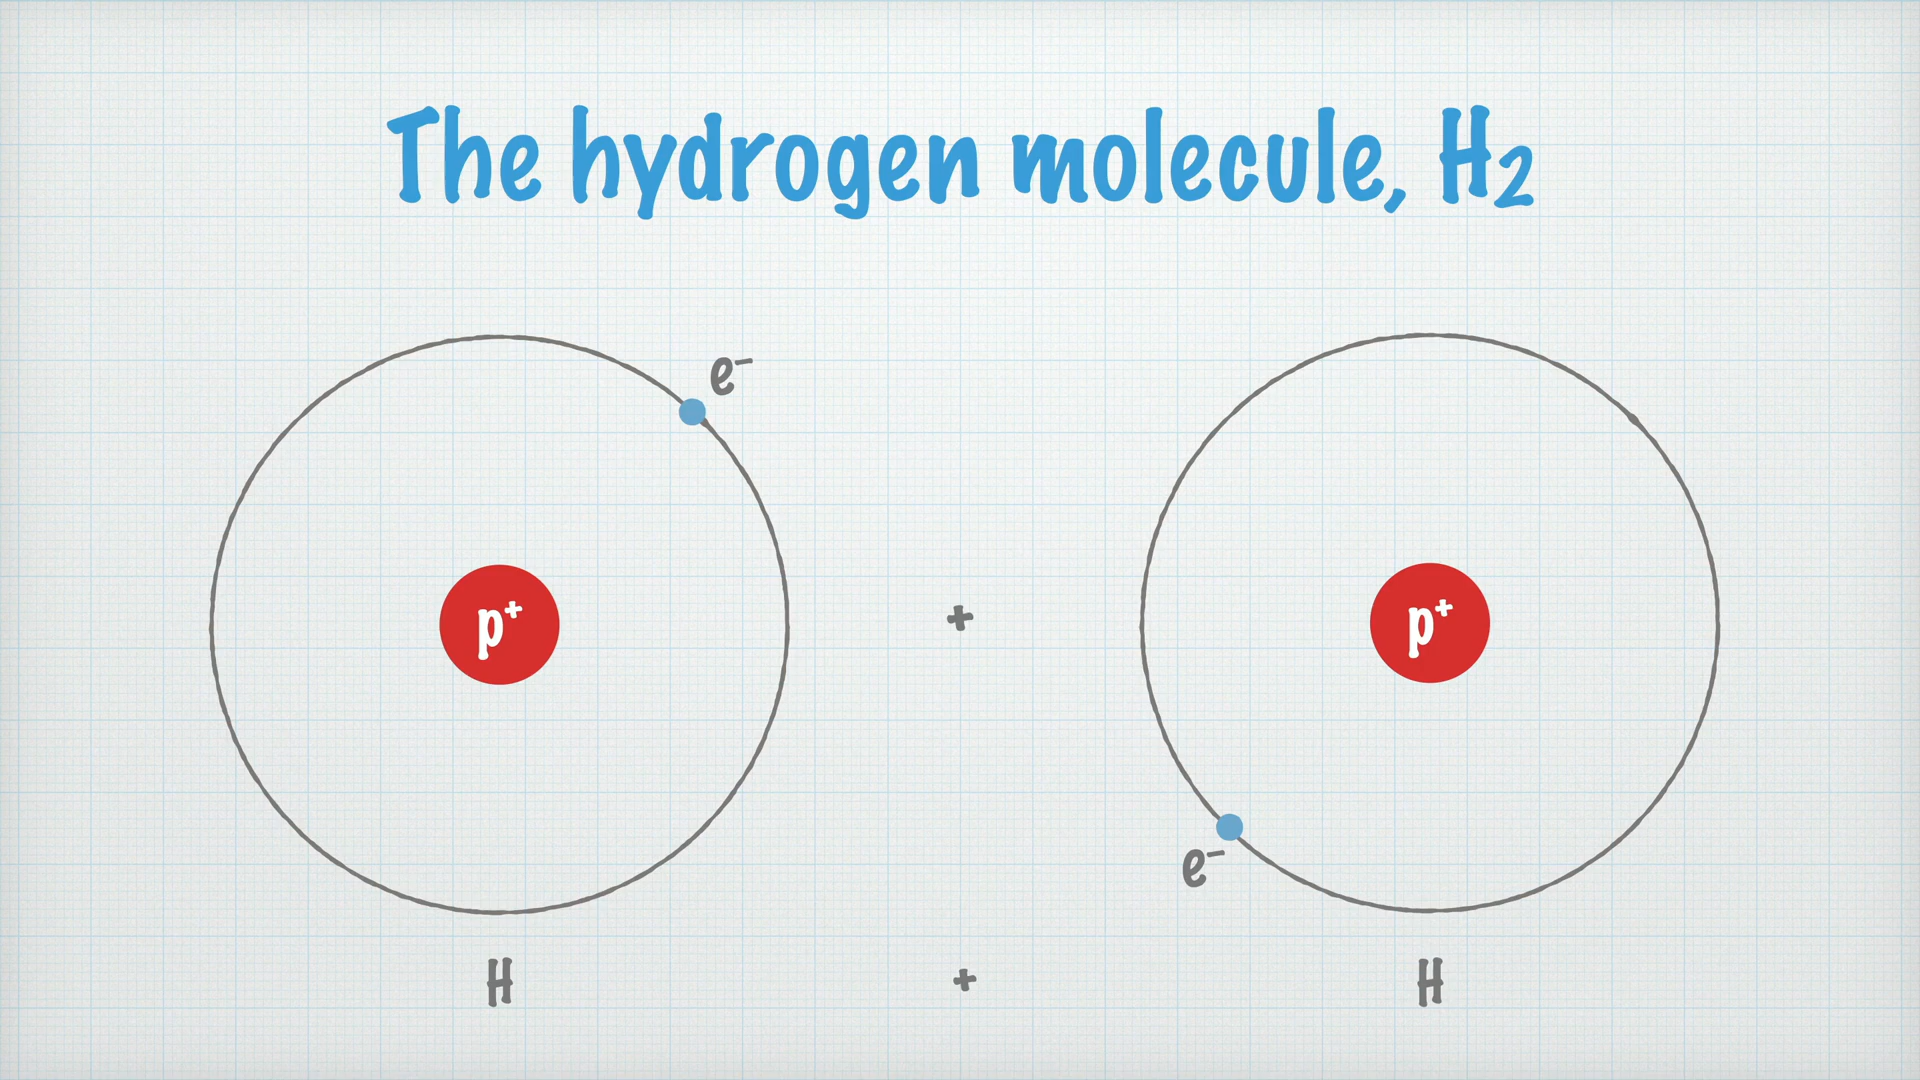 The hydrogen molecule, H₂
e⁻
p⁺ + p⁺
e⁻
H + H